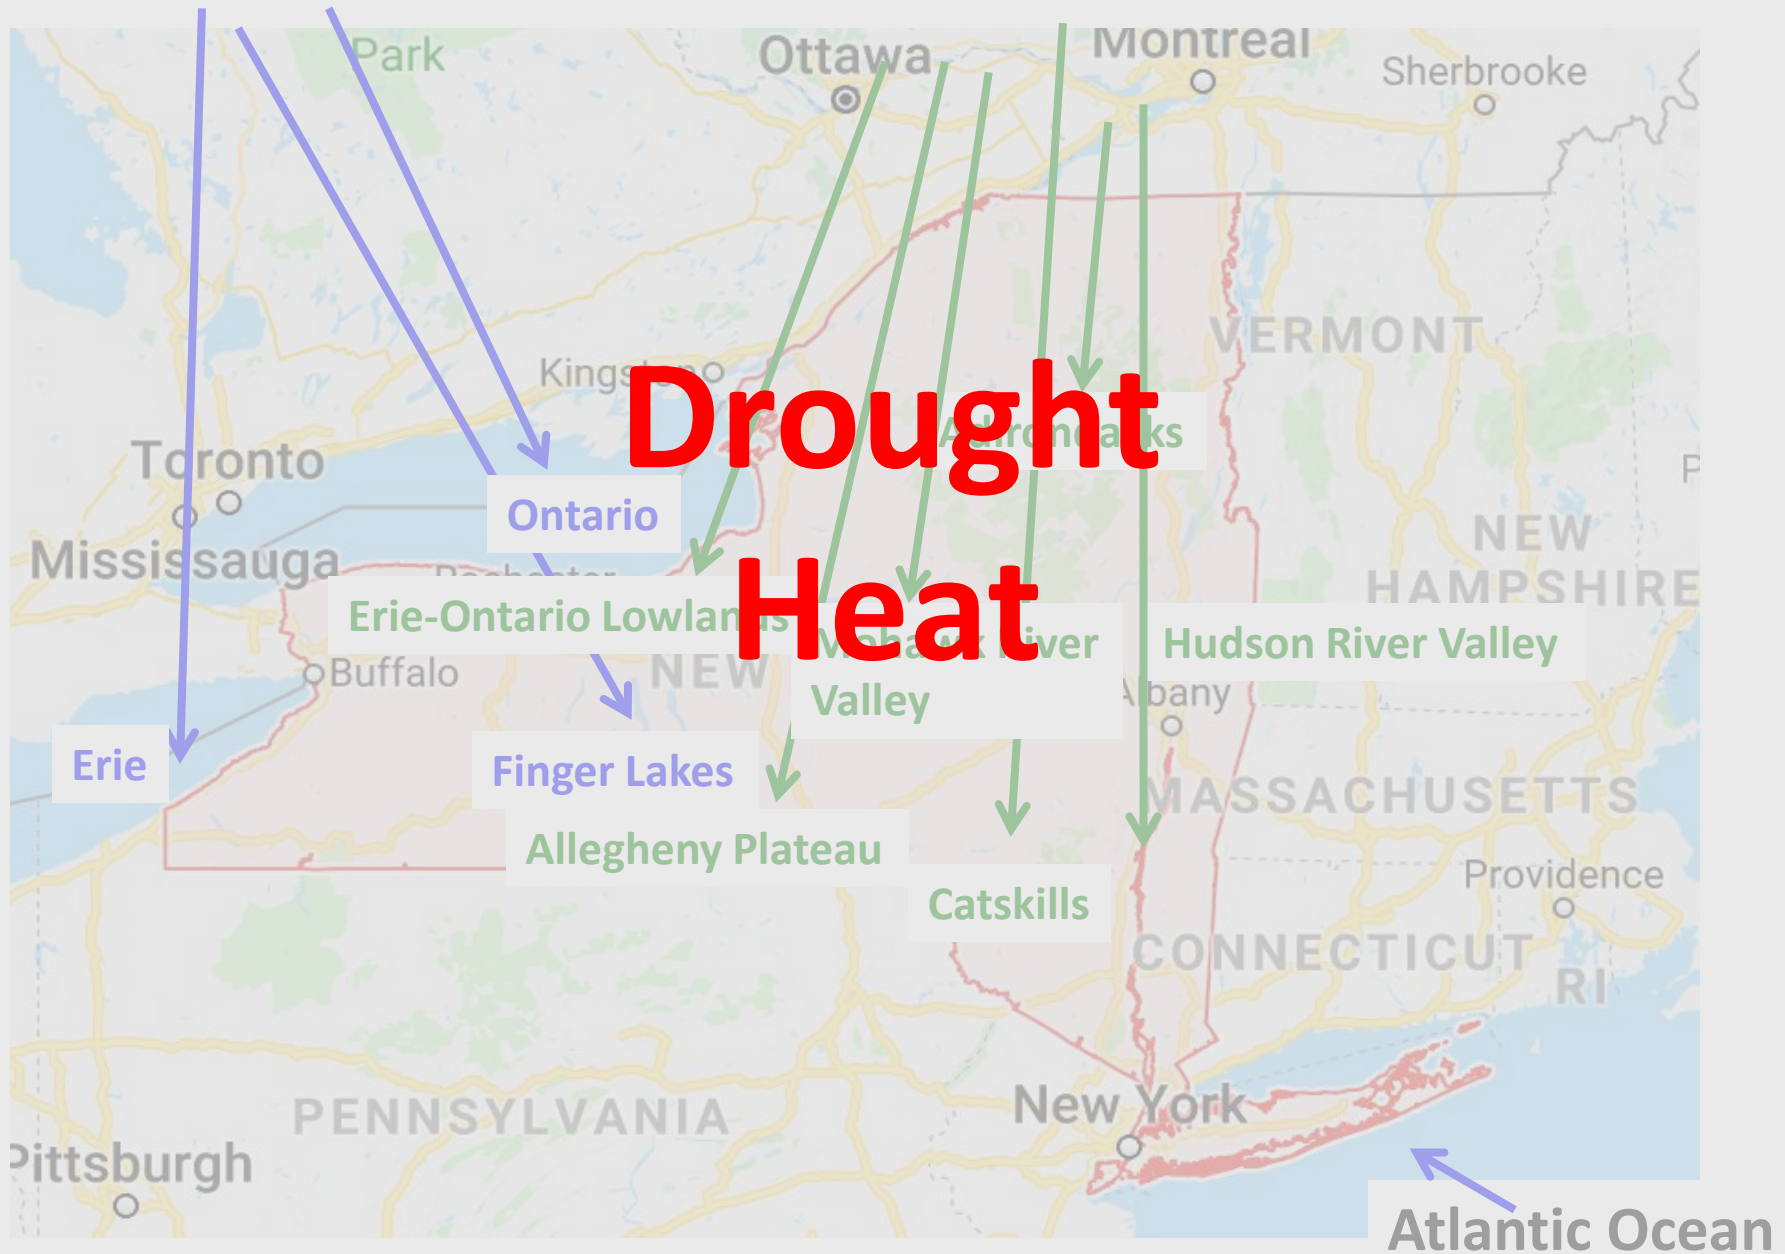 Park
Ottawa
Montreal
Sherbrooke
VERMONT
Kingston
Drought
Adirondacks
Toronto
P
Ontario
NEW
HAMPSHIRE
Mississauga
Rochester
Heat
Erie-Ontario Lowlands
Mohawk River
Valley
Hudson River Valley
Buffalo
NEW
Albany
Erie
Finger Lakes
MASSACHUSETTS
Allegheny Plateau
Providence
Catskills
CONNECTICUT
RI
New York
PENNSYLVANIA
Pittsburgh
Atlantic Ocean